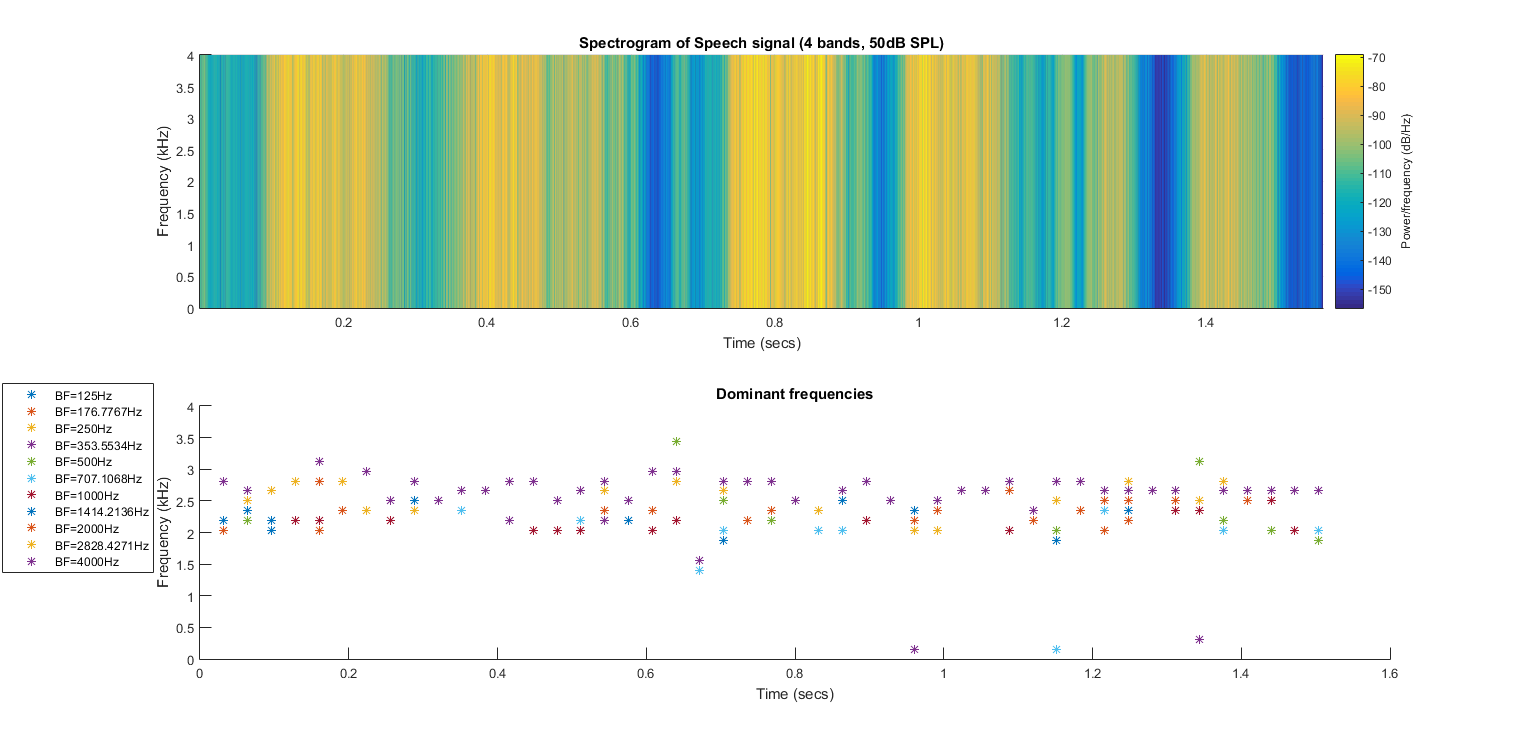 Spectrogram of Speech signal (4 bands, 50dB SPL)
4
3.5
3
2.5
2
1.5
1
0.5
0
Frequency (kHz)
0.2 0.4 0.6 0.8 1 1.2 1.4
Time (secs)
-70
-80
-90
-100
-110
-120
-130
-140
-150
Power/frequency (dB/Hz)
BF=125Hz
BF=176.7767Hz
BF=250Hz
BF=353.5534Hz
BF=500Hz
BF=707.1068Hz
BF=1000Hz
BF=1414.2136Hz
BF=2000Hz
BF=2828.4271Hz
BF=4000Hz
Dominant frequencies
4
3.5
3
2.5
2
1.5
1
0.5
0
Frequency (kHz)
0 0.2 0.4 0.6 0.8 1 1.2 1.4 1.6
Time (secs)